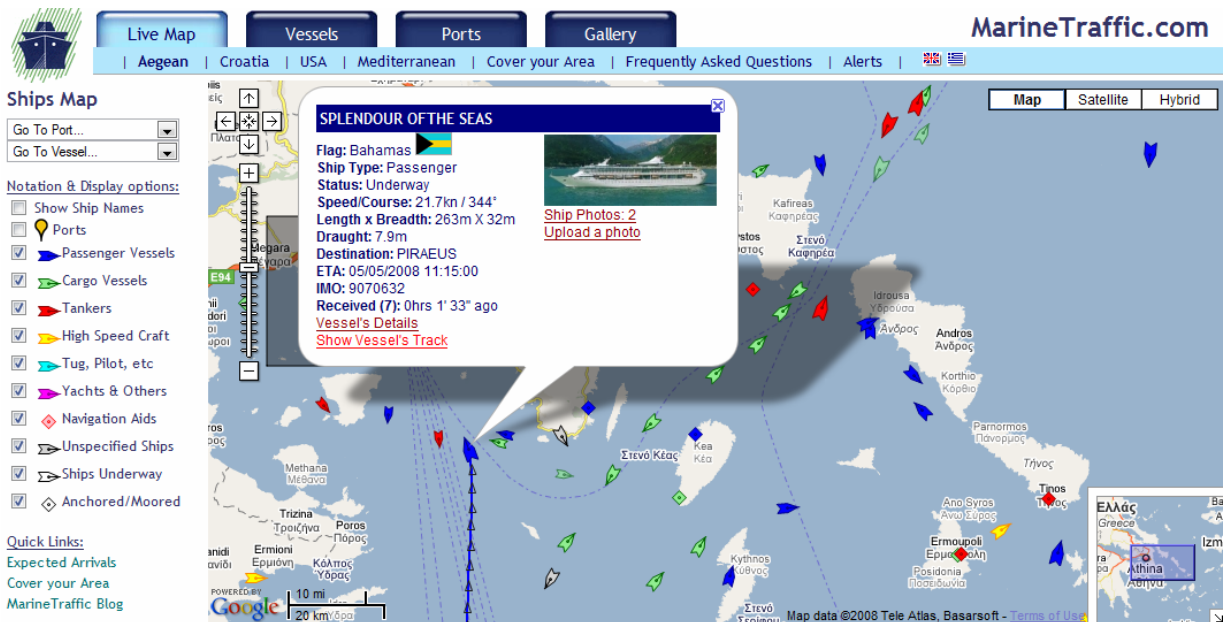 Live Map
Vessels
Ports
Gallery
MarineTraffic.com
| Aegean | Croatia | USA | Mediterranean | Cover your Area | Frequently Asked Questions | Alerts |
Ships Map
Go To Port...
Go To Vessel...
Notation & Display options:
Show Ship Names
Ports
Passenger Vessels
Cargo Vessels
Tankers
High Speed Craft
Tug, Pilot, etc
Yachts & Others
Navigation Aids
Unspecified Ships
Ships Underway
Anchored/Moored
Quick Links:
Expected Arrivals
Cover your Area
MarineTraffic Blog
Map
Satellite
Hybrid
SPLENDOUR OFTHE SEAS
Flag: Bahamas
Ship Type: Passenger
Status: Underway
Speed/Course: 21.7kn / 344°
Length x Breadth: 263m X 32m
Draught: 7.9m
Destination: PIRAEUS
ETA: 05/05/2008 11:15:00
IMO: 9070632
Received (7): 0hrs 1' 33" ago
Vessel's Details
Show Vessel's Track
Ship Photos: 2
Upload a photo
Kafireas
Καφηρέας
Στενό
Καφηρέα
Megara
Μέγαρα
E94
Idrousa
Υδρούσα
Άνδρος
Andros
Άνδρος
Korthio
Κόρθιο
Parnormos
Πάνορμος
Τήνος
Tinos
Στενό Κέας
Kea
Κέα
Methana
Μέθανα
Trizina
Τροιζήνα
Poros
Πόρος
Ermioni
Ερμιόνη
Κόλπος
Ύδρας
Kythnos
Κύθνος
Στενό
Ano Syros
Άνω Σύρος
Ermoupoli
Posidonia
Ποσειδωνία
Ελλάς
Greece
Athina
Αθήνα
Izm
POWERED BY
Google
10 mi
20 km
Map data ©2008 Tele Atlas, Basarsoft - Terms of Use